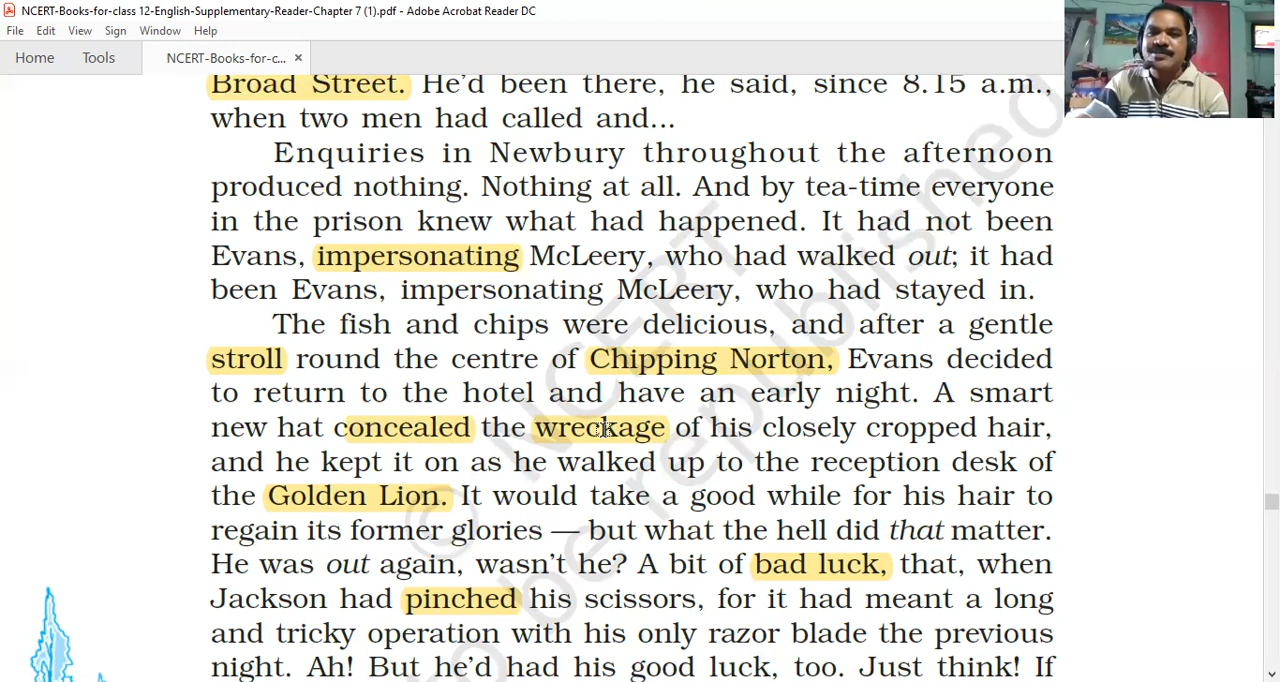 NCERT-Books-for-class 12-English-Supplementary-Reader-Chapter 7 (1).pdf - Adobe Acrobat Reader DC
File Edit View Sign Window Help
Home Tools NCERT-Books-for-c... ×
Broad Street. He'd been there, he said, since 8.15 a.m.,
when two men had called and...
Enquiries in Newbury throughout the afternoon
produced nothing. Nothing at all. And by tea-time everyone
in the prison knew what had happened. It had not been
Evans, impersonating McLeery, who had walked out; it had
been Evans, impersonating McLeery, who had stayed in.
The fish and chips were delicious, and after a gentle
stroll round the centre of Chipping Norton, Evans decided
to return to the hotel and have an early night. A smart
new hat concealed the wreckage of his closely cropped hair,
and he kept it on as he walked up to the reception desk of
the Golden Lion. It would take a good while for his hair to
regain its former glories — but what the hell did that matter.
He was out again, wasn't he? A bit of bad luck, that, when
Jackson had pinched his scissors, for it had meant a long
and tricky operation with his only razor blade the previous
night. Ah! But he'd had his good luck, too. Just think! If
© NCERT
to be republished